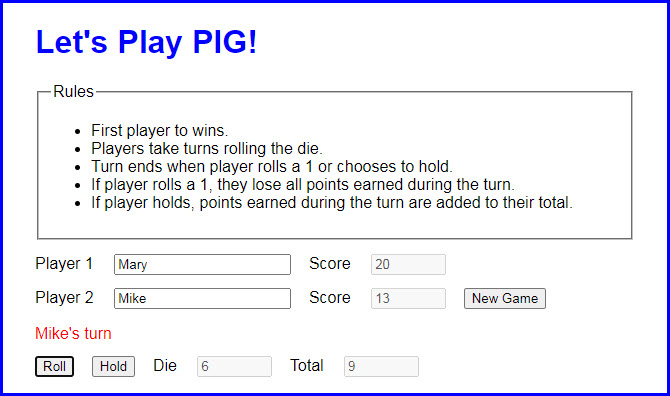 Let's Play PIG!
Rules
First player to wins.
Players take turns rolling the die.
Turn ends when player rolls a 1 or chooses to hold.
If player rolls a 1, they lose all points earned during the turn.
If player holds, points earned during the turn are added to their total.
Player 1 Mary Score 20
Player 2 Mike Score 13 New Game
Mike's turn
Roll Hold Die 6 Total 9